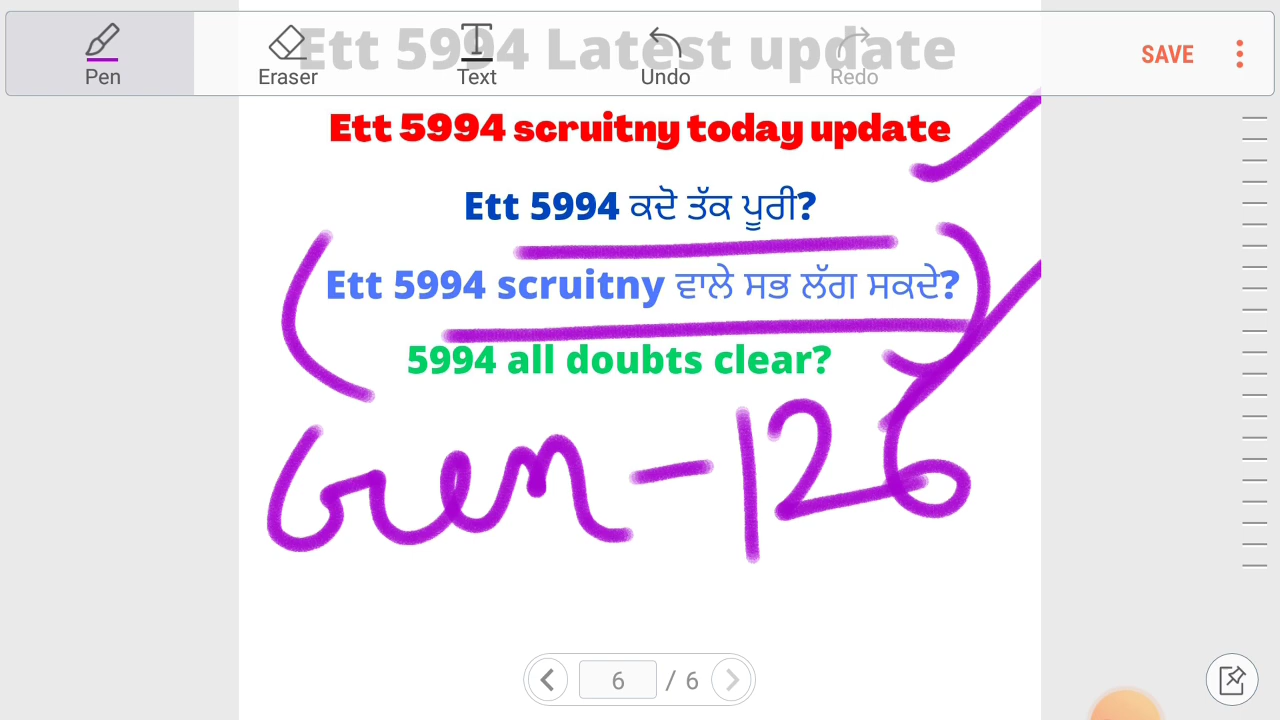 Ett 5994 Latest update
Pen Eraser Text Undo Redo SAVE
Ett 5994 scruitny today update
Ett 5994 ਕਦੋ ਤੱਕ ਪੂਰੀ?
Ett 5994 scruitny ਵਾਲੇ ਸਭ ਲੱਗ ਸਕਦੇ?
5994 all doubts clear?
Gen - 126
6 / 6